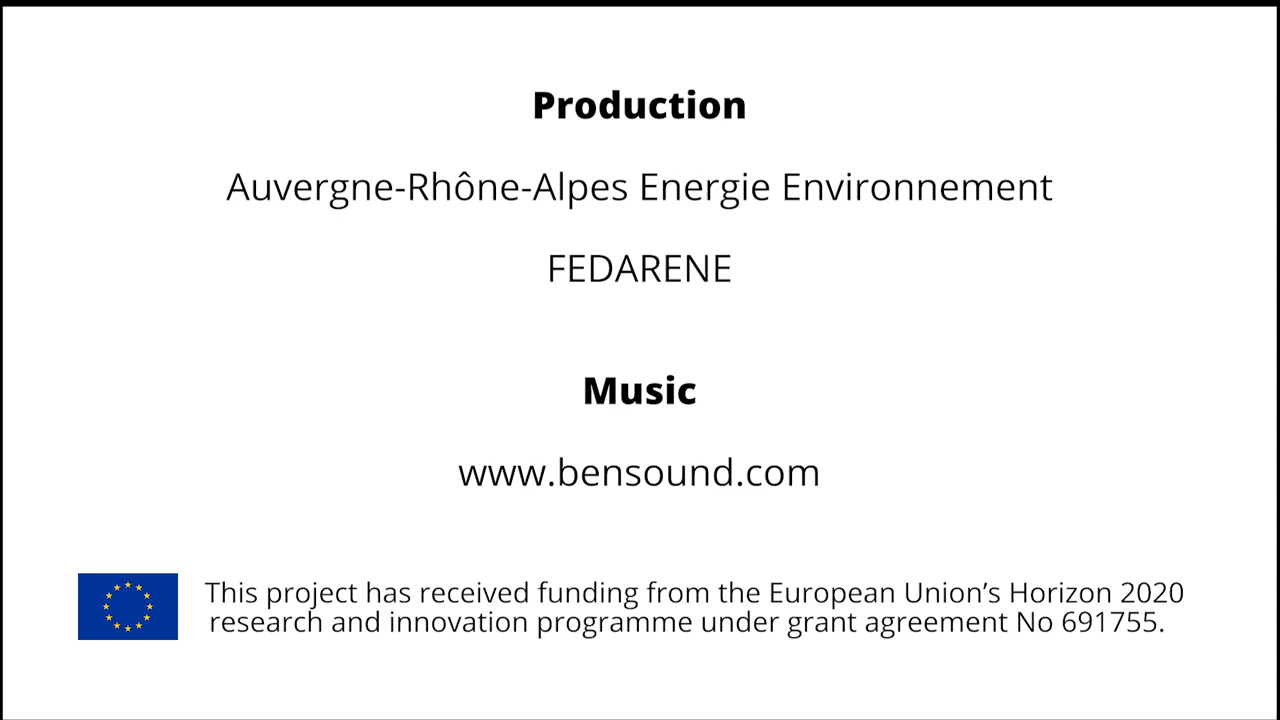 Production
Auvergne-Rhône-Alpes Energie Environnement
FEDARENE
Music
www.bensound.com
This project has received funding from the European Union’s Horizon 2020
research and innovation programme under grant agreement No 691755.